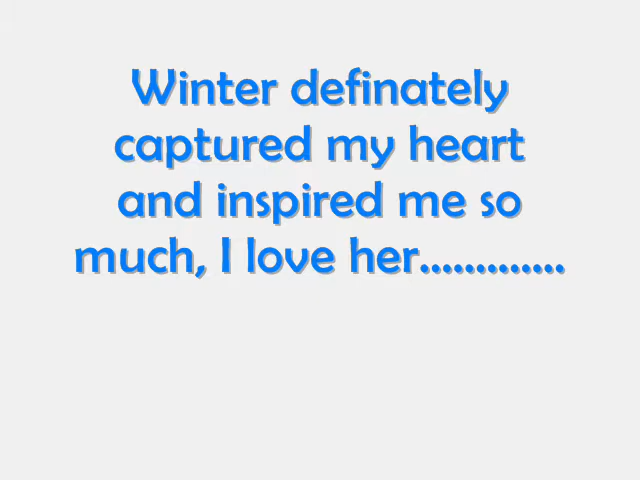 Winter definately
captured my heart
and inspired me so
much, I love her.............